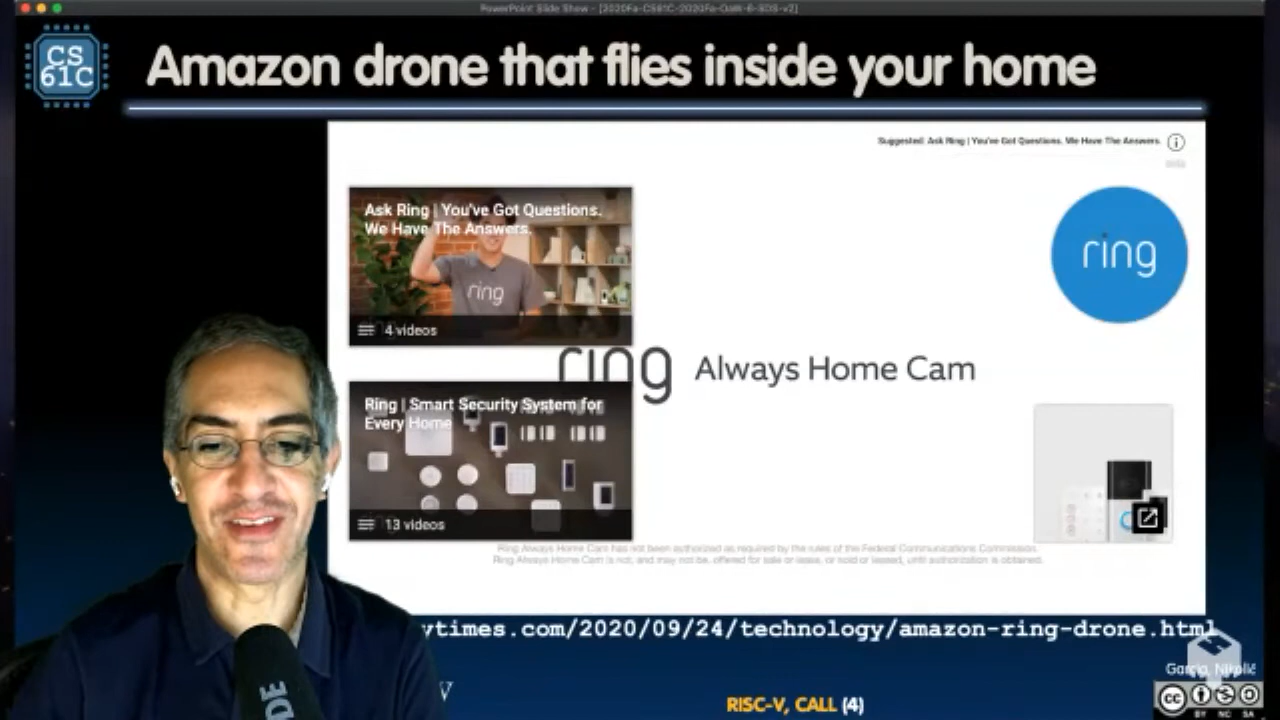 PowerPoint Slide Show - [2020Fa-CS61C-2020Fa-Dan-6-SDS-v2]
CS
61C
Amazon drone that flies inside your home
Suggested: Ask Ring | You've Got Questions. We Have The Answers.
Ask Ring | You've Got Questions.
We Have The Answers.
ring
ring
4 videos
ring Always Home Cam
Ring | Smart Security System for
Every Home
13 videos
Ring Always Home Cam has not been authorized as required by the rules of the Federal Communications Commission.
Ring Always Home Cam is not, and may not be, offered for sale or lease, or sold or leased, until authorization is obtained.
ytimes.com/2020/09/24/technology/amazon-ring-drone.html
Garcia, Nikolić
RISC-V, CALL (4)
CC
BY NC SA